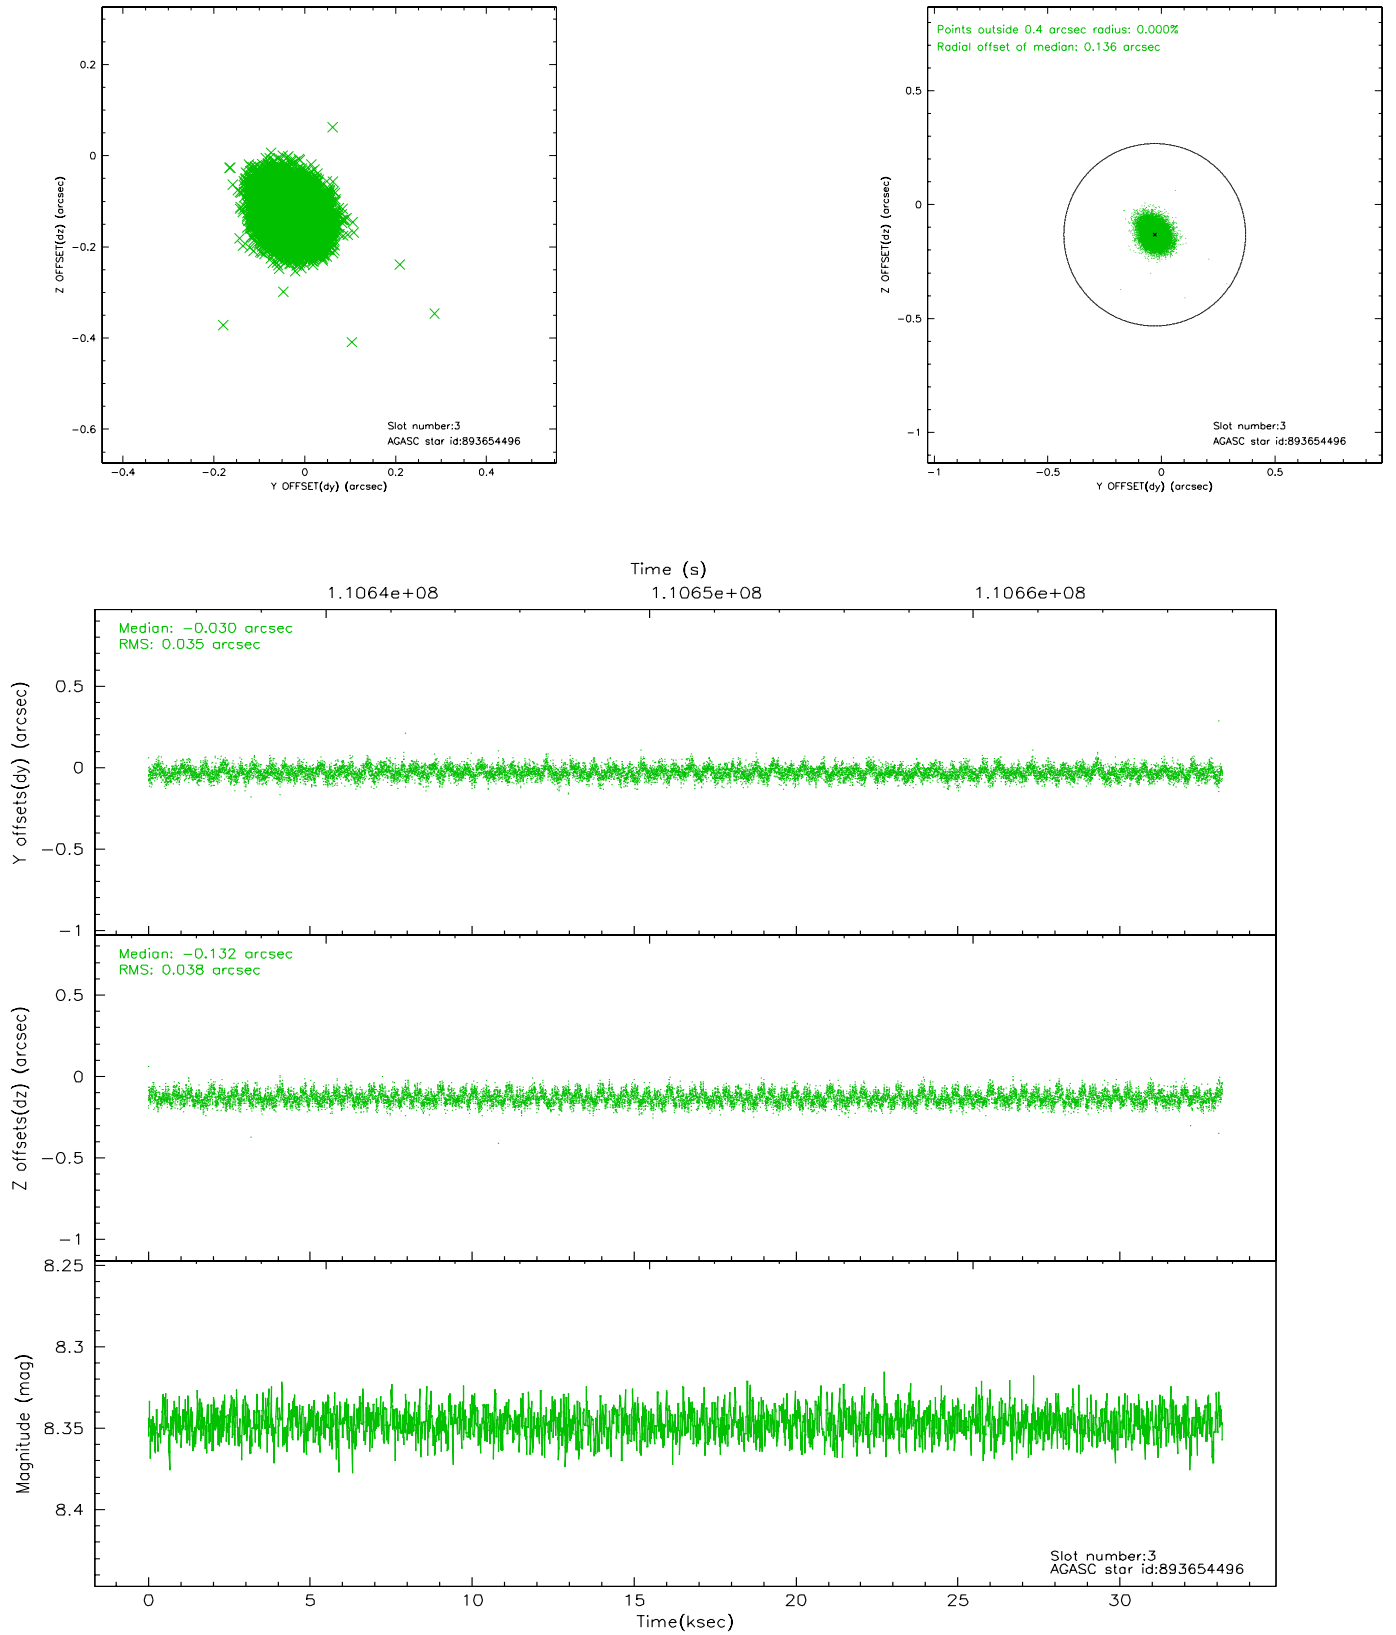 0.2
0
−0.2
−0.4
−0.6
Z OFFSET(dz) (arcsec)
−0.4 −0.2 0 0.2 0.4
Y OFFSET(dy) (arcsec)
Slot number:3
AGASC star id:893654496
Points outside 0.4 arcsec radius: 0.000%
Radial offset of median: 0.136 arcsec
0.5
0
−0.5
−1
Z OFFSET(dz) (arcsec)
−1 −0.5 0 0.5
Y OFFSET(dy) (arcsec)
Slot number:3
AGASC star id:893654496
Time (s)
1.1064e+08 1.1065e+08 1.1066e+08
Median: −0.030 arcsec
RMS: 0.035 arcsec
0.5
0
−0.5
−1
Y offsets(dy) (arcsec)
Median: −0.132 arcsec
RMS: 0.038 arcsec
0.5
0
−0.5
−1
Z offsets(dz) (arcsec)
8.25
8.3
8.35
8.4
Magnitude (mag)
Slot number:3
AGASC star id:893654496
0 5 10 15 20 25 30
Time(ksec)